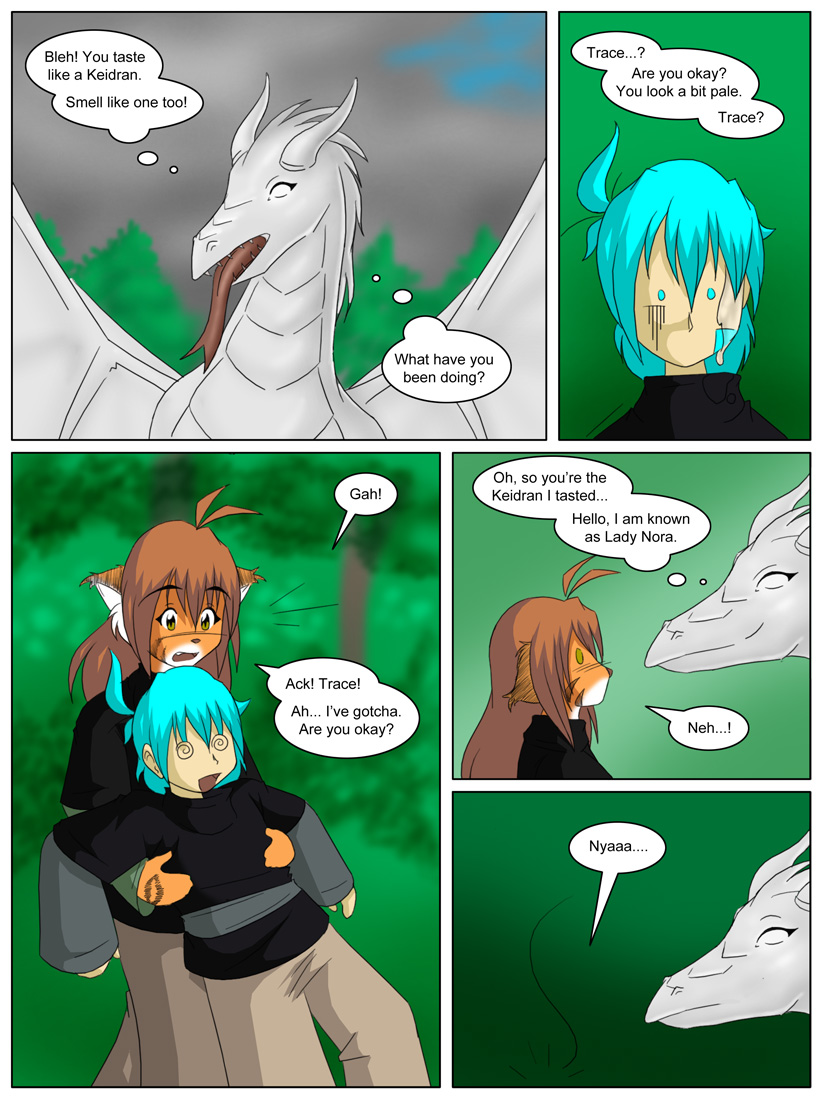 Bleh! You taste
like a Keidran.
Smell like one too!
What have you
been doing?
Trace...?
Are you okay?
You look a bit pale.
Trace?
Gah!
Ack! Trace!
Ah... I've gotcha.
Are you okay?
Oh, so you're the
Keidran I tasted...
Hello, I am known
as Lady Nora.
Neh...!
Nyaaa....